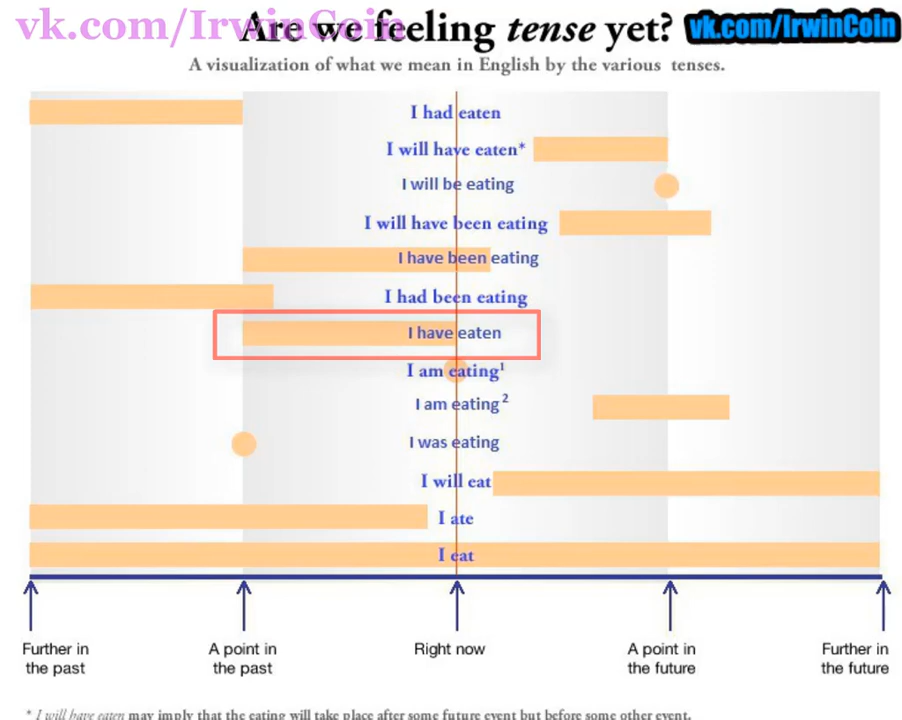 vk.com/IrwinCoin
Are we feeling tense yet?
vk.com/IrwinCoin
A visualization of what we mean in English by the various tenses.
I had eaten
I will have eaten*
I will be eating
I will have been eating
I have been eating
I had been eating
I have eaten
I am eating¹
I am eating ²
I was eating
I will eat
I ate
I eat
Further in
the past
A point in
the past
Right now
A point in
the future
Further in
the future
* I will have eaten may imply that the eating will take place after some future event but before some other event.